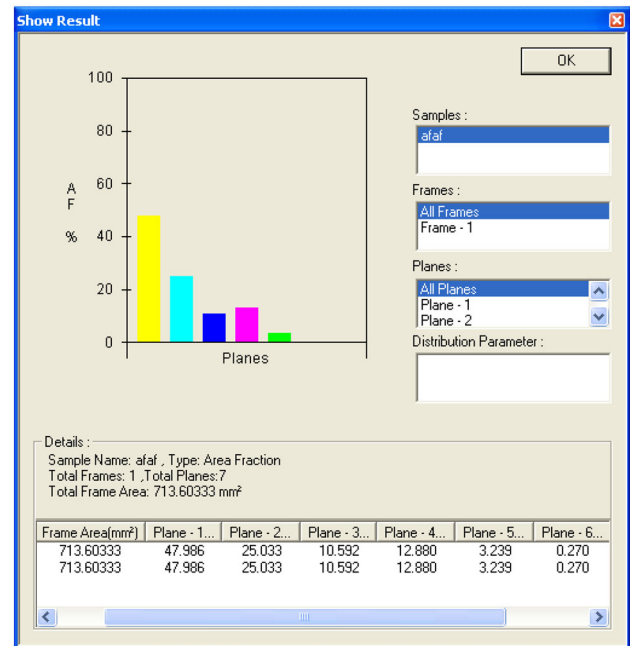 Show Result
OK
100
80
60
40
20
0
A
F
%
Planes
Samples :
afaf
Frames :
All Frames
Frame - 1
Planes :
All Planes
Plane - 1
Plane - 2
Distribution Parameter :
Details :
Sample Name: afaf , Type: Area Fraction
Total Frames: 1 ,Total Planes:7
Total Frame Area: 713.60333 mm²
Frame Area(mm²) Plane - 1... Plane - 2... Plane - 3... Plane - 4... Plane - 5... Plane - 6...
713.60333 47.986 25.033 10.592 12.880 3.239 0.270
713.60333 47.986 25.033 10.592 12.880 3.239 0.270